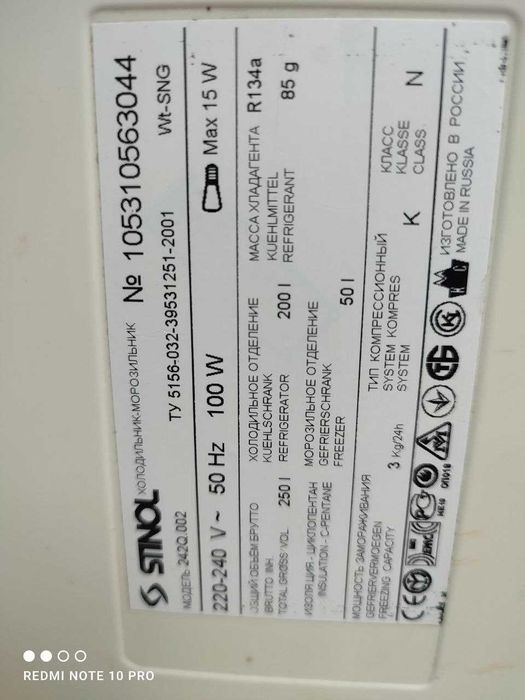 STINOL ХОЛОДИЛЬНИК-МОРОЗИЛЬНИК № 105310563044
МОДЕЛЬ 242Q.002 ТУ 5156-032-39531251-2001 Wt-SNG
220-240 V ~ 50 Hz 100 W Max 15 W
ОБЩИЙ ОБЪЕМ БРУТТО
BRUTTO INH.
TOTAL GROSS VOL. 250 l
ХОЛОДИЛЬНОЕ ОТДЕЛЕНИЕ
KUEHLSCHRANK
REFRIGERATOR 200 l
МАССА ХЛАДАГЕНТА R134a
KUEHLMITTEL
REFRIGERANT 85 g
ИЗОЛЯЦИЯ - ЦИКЛОПЕНТАН
INSULATION - C-PENTANE
МОРОЗИЛЬНОЕ ОТДЕЛЕНИЕ
GEFRIERSCHRANK
FREEZER 50 l
МОЩНОСТЬ ЗАМОРАЖИВАНИЯ
GEFRIERVERMOEGEN
FREEZING CAPACITY 3 Kg/24h
ТИП КОМПРЕССИОННЫЙ
SYSTEM KOMPRES
SYSTEM K
КЛАСС
KLASSE
CLASS N
ИЗГОТОВЛЕНО В РОССИИ
MADE IN RUSSIA
REDMI NOTE 10 PRO